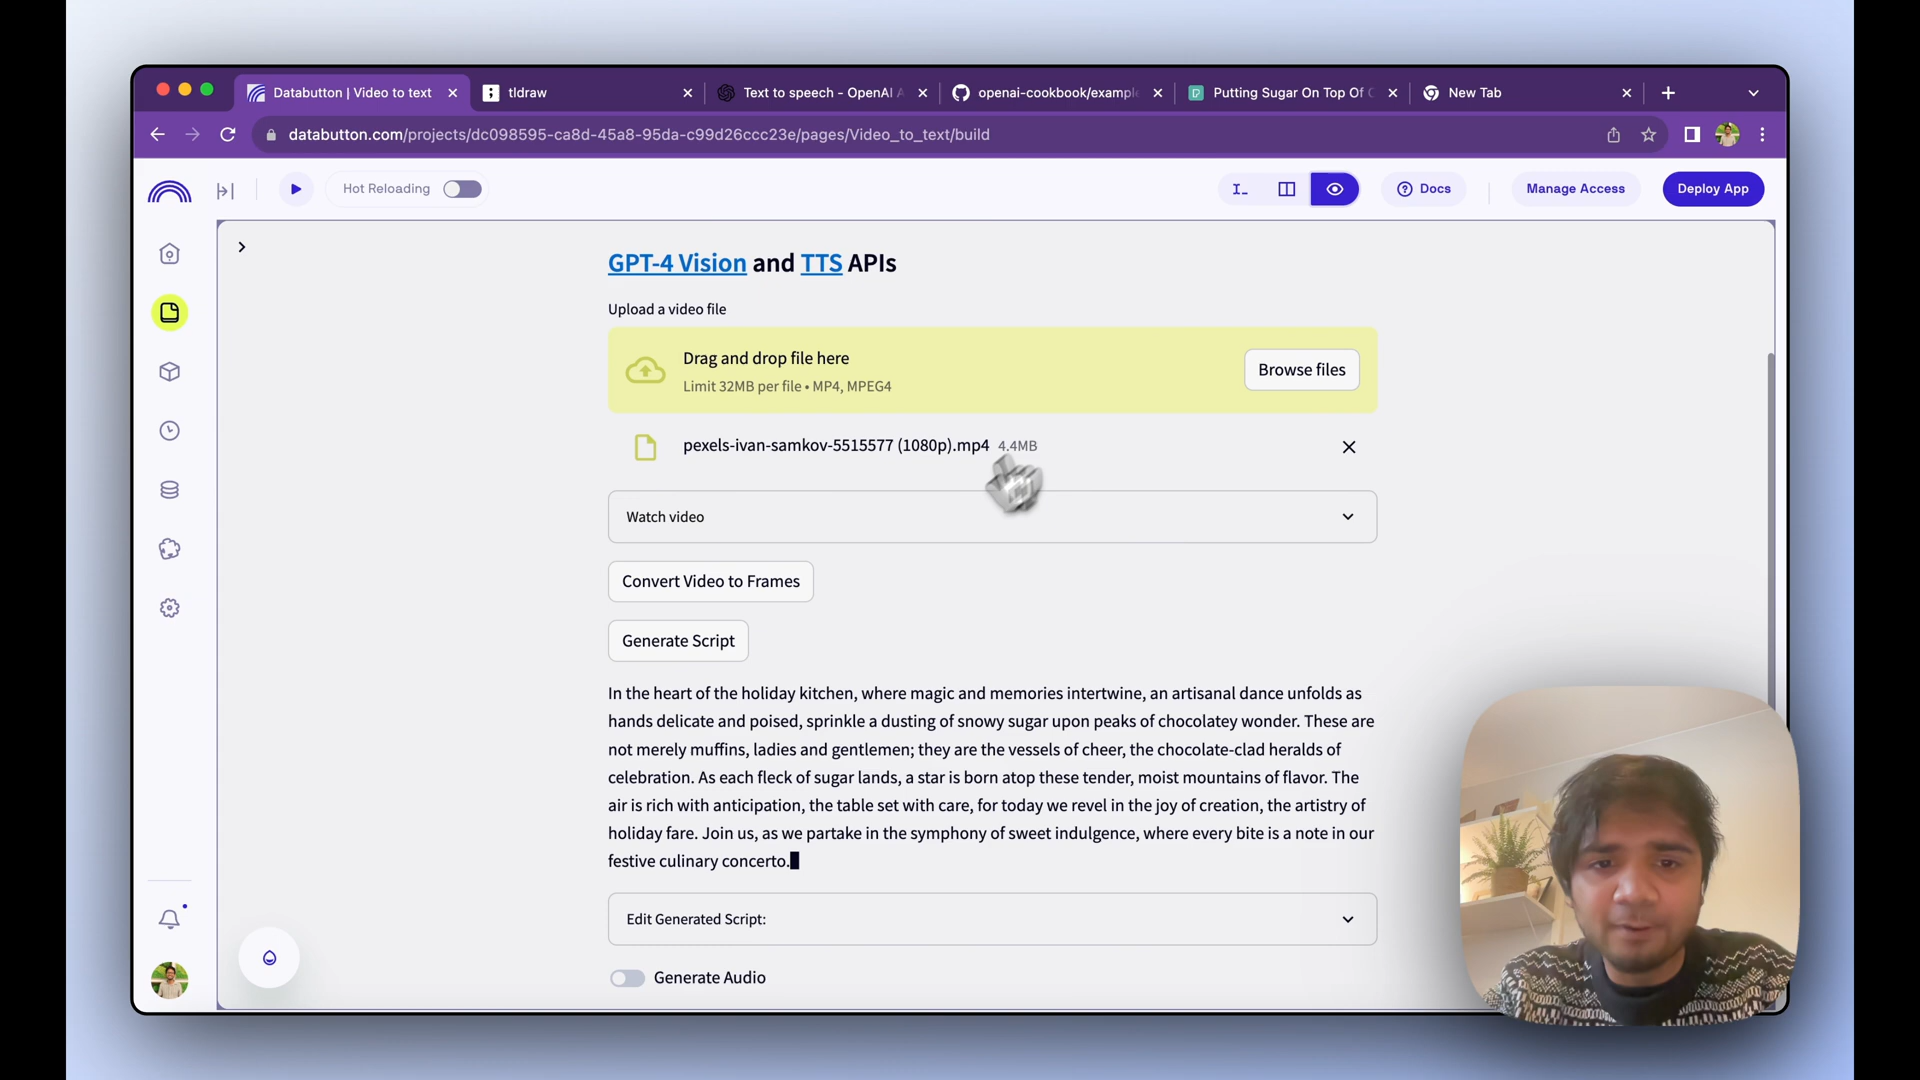 Databutton | Video to text
tldraw
Text to speech - OpenAI A
openai-cookbook/exampl
Putting Sugar On Top Of C
New Tab
databutton.com/projects/dc098595-ca8d-45a8-95da-c99d26ccc23e/pages/Video_to_text/build
Hot Reloading
Docs
Manage Access
Deploy App
GPT-4 Vision and TTS APIs
Upload a video file
Drag and drop file here
Limit 32MB per file • MP4, MPEG4
Browse files
pexels-ivan-samkov-5515577 (1080p).mp4 4.4MB
Watch video
Convert Video to Frames
Generate Script
In the heart of the holiday kitchen, where magic and memories intertwine, an artisanal dance unfolds as
hands delicate and poised, sprinkle a dusting of snowy sugar upon peaks of chocolatey wonder. These are
not merely muffins, ladies and gentlemen; they are the vessels of cheer, the chocolate-clad heralds of
celebration. As each fleck of sugar lands, a star is born atop these tender, moist mountains of flavor. The
air is rich with anticipation, the table set with care, for today we revel in the joy of creation, the artistry of
holiday fare. Join us, as we partake in the symphony of sweet indulgence, where every bite is a note in our
festive culinary concerto.
Edit Generated Script:
Generate Audio